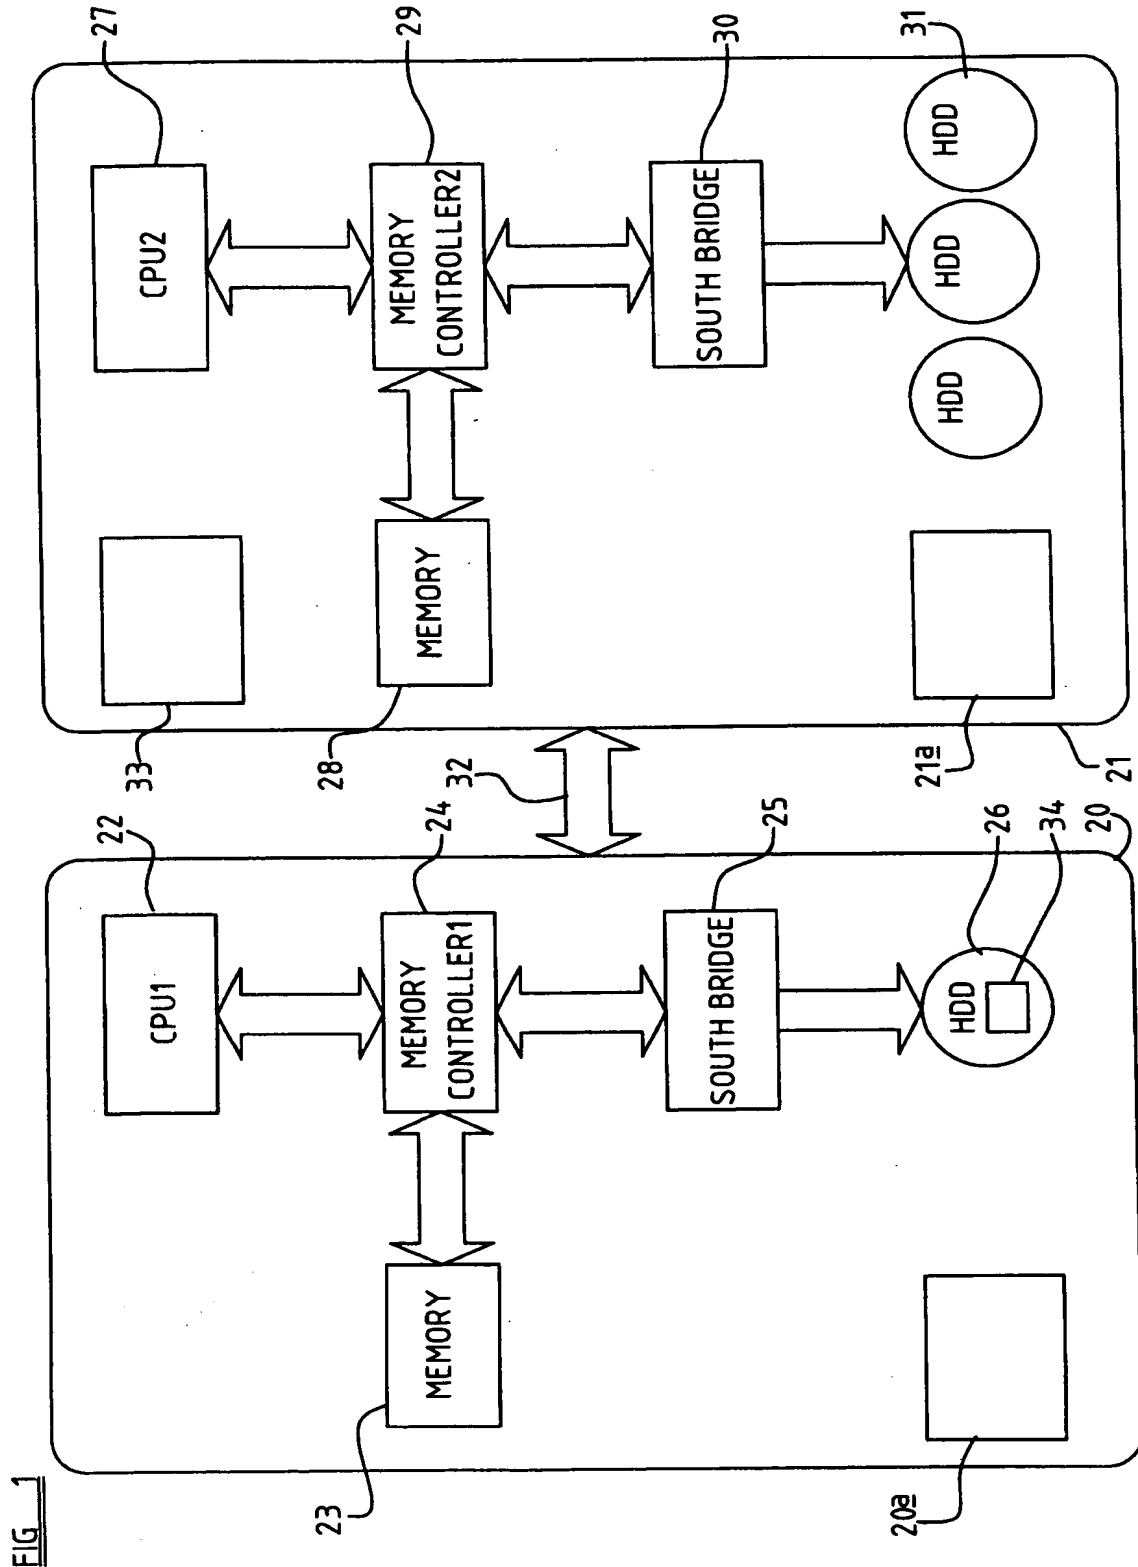 FIG 1
22
CPU1
24
MEMORY
CONTROLLER1
MEMORY
23
25
SOUTH BRIDGE
26
HDD
34
20
20a
32
27
CPU2
33
29
MEMORY
CONTROLLER2
MEMORY
28
30
SOUTH BRIDGE
31
HDD
HDD
HDD
21a
21